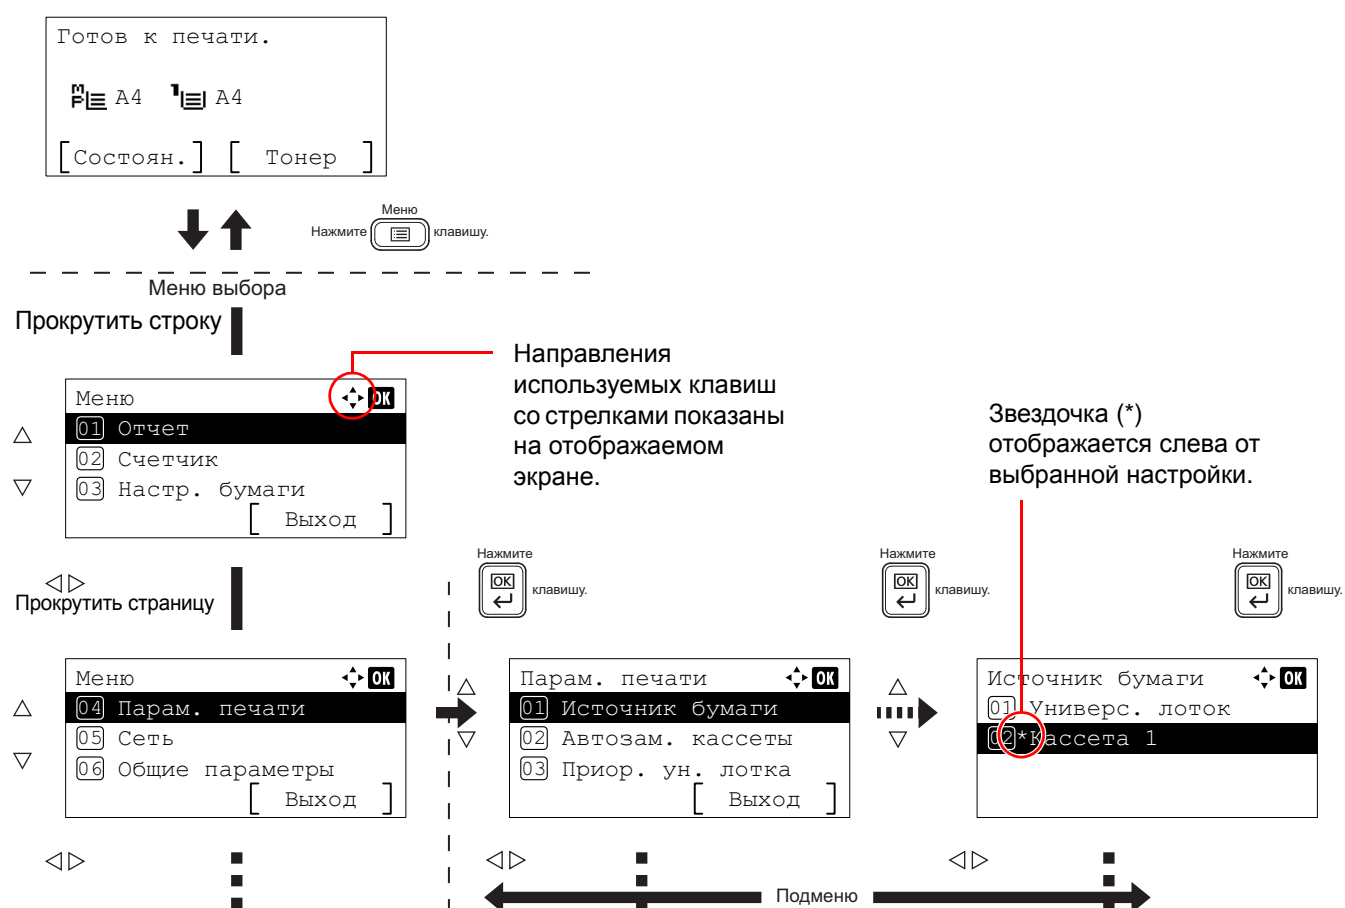 Готов к печати.
MP A4 1 A4
[Состоян.] [ Тонер ]
Меню
Нажмите клавишу.
Меню выбора
Прокрутить строку
Направления
используемых клавиш
со стрелками показаны
на отображаемом
экране.
Звездочка (*)
отображается слева от
выбранной настройки.
Меню OK
01 Отчет
02 Счетчик
03 Настр. бумаги
[ Выход ]
Прокрутить страницу
Нажмите
OK клавишу.
Нажмите
OK клавишу.
Нажмите
OK клавишу.
Меню OK
04 Парам. печати
05 Сеть
06 Общие параметры
[ Выход ]
Парам. печати OK
01 Источник бумаги
02 Автозам. кассеты
03 Приор. ун. лотка
[ Выход ]
Источник бумаги OK
01 Универс. лоток
02 *Кассета 1
Подменю